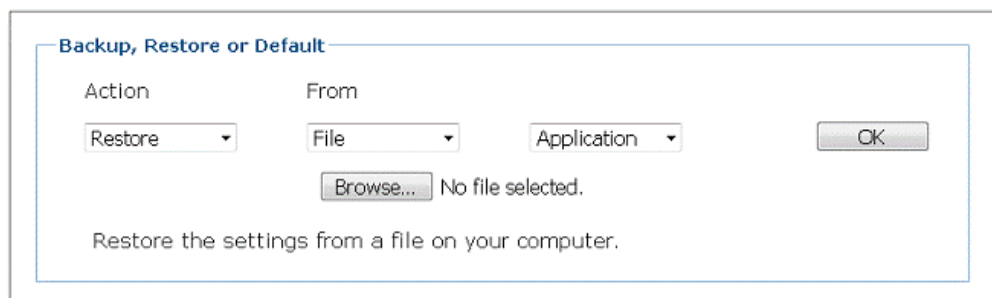 Backup, Restore or Default
Action From
Restore File Application OK
Browse... No file selected.
Restore the settings from a file on your computer.